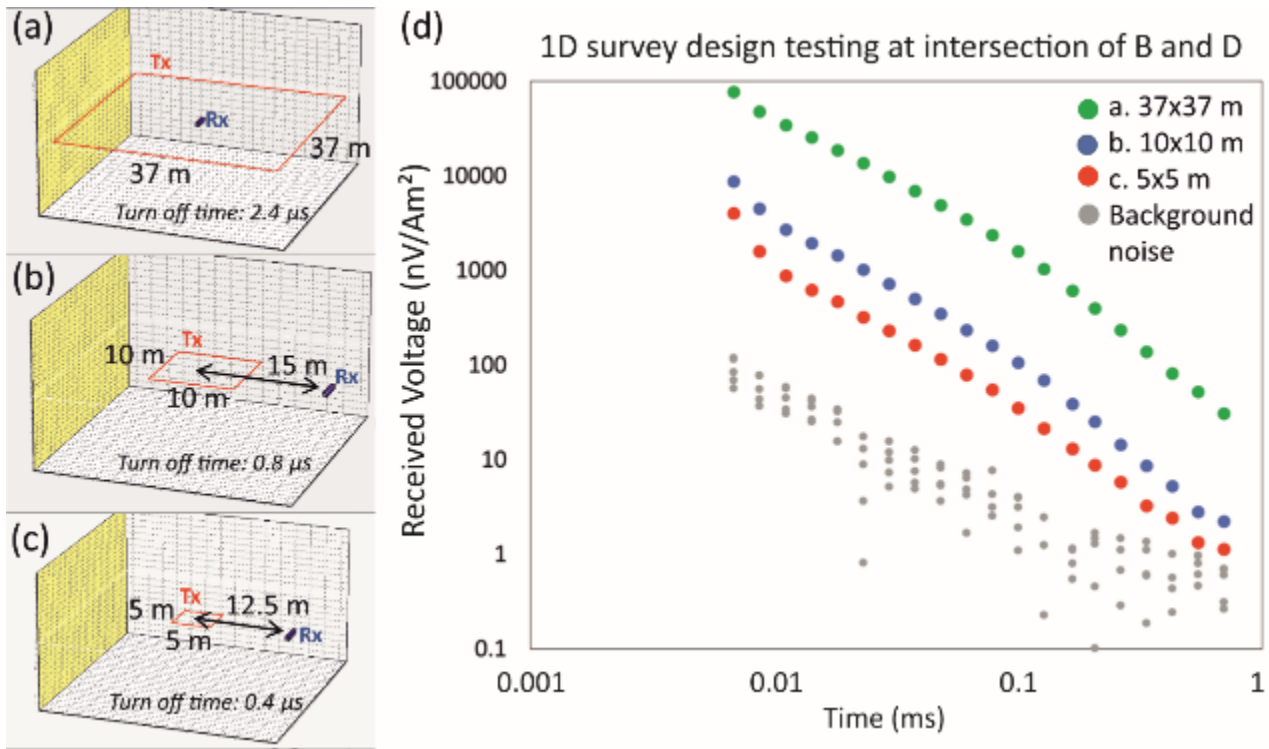 (a)
Tx
Rx
37 m
37 m
Turn off time: 2.4 µs
(b)
Tx
10 m
15 m
Rx
10 m
Turn off time: 0.8 µs
(c)
Tx
5 m
12.5 m
Rx
5 m
Turn off time: 0.4 µs
(d)
1D survey design testing at intersection of B and D
Received Voltage (nV/Am²)
100000
10000
1000
100
10
1
0.1
a. 37x37 m
b. 10x10 m
c. 5x5 m
Background
noise
0.001
0.01
0.1
1
Time (ms)